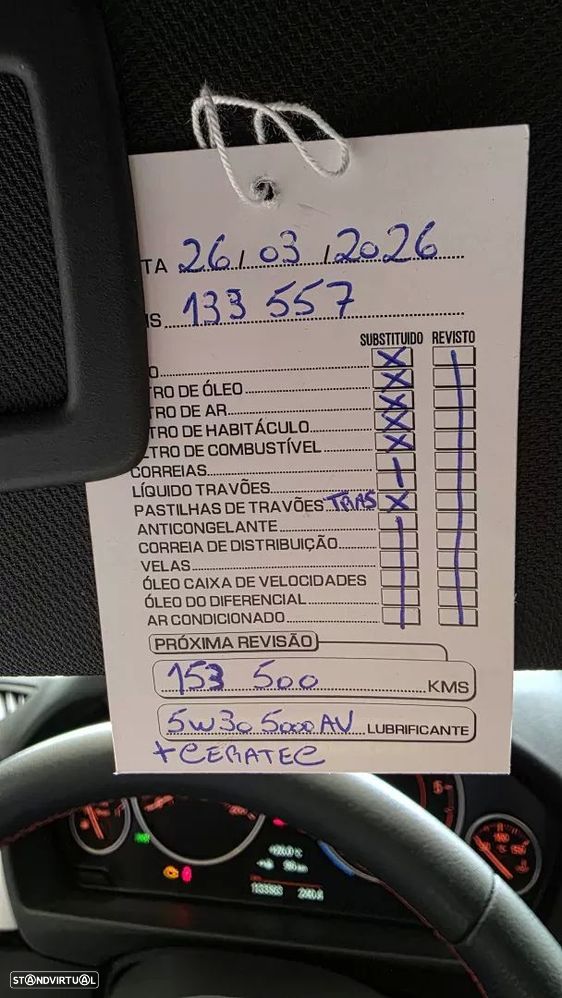 TA 26/03/2026
S 133 557
SUBSTITUIDO REVISTO
O X
TRO DE ÓLEO X
TRO DE AR X
TRO DE HABITÁCULO X
TRO DE COMBUSTÍVEL X
CORREIAS
LÍQUIDO TRAVÕES
PASTILHAS DE TRAVÕES TRAS X
ANTICONGELANTE
CORREIA DE DISTRIBUIÇÃO
VELAS
ÓLEO CAIXA DE VELOCIDADES
ÓLEO DO DIFERENCIAL
AR CONDICIONADO
PRÓXIMA REVISÃO
153 500 KMS
5W30 5000AV LUBRIFICANTE
+CERATEC
STANDVIRTUAL